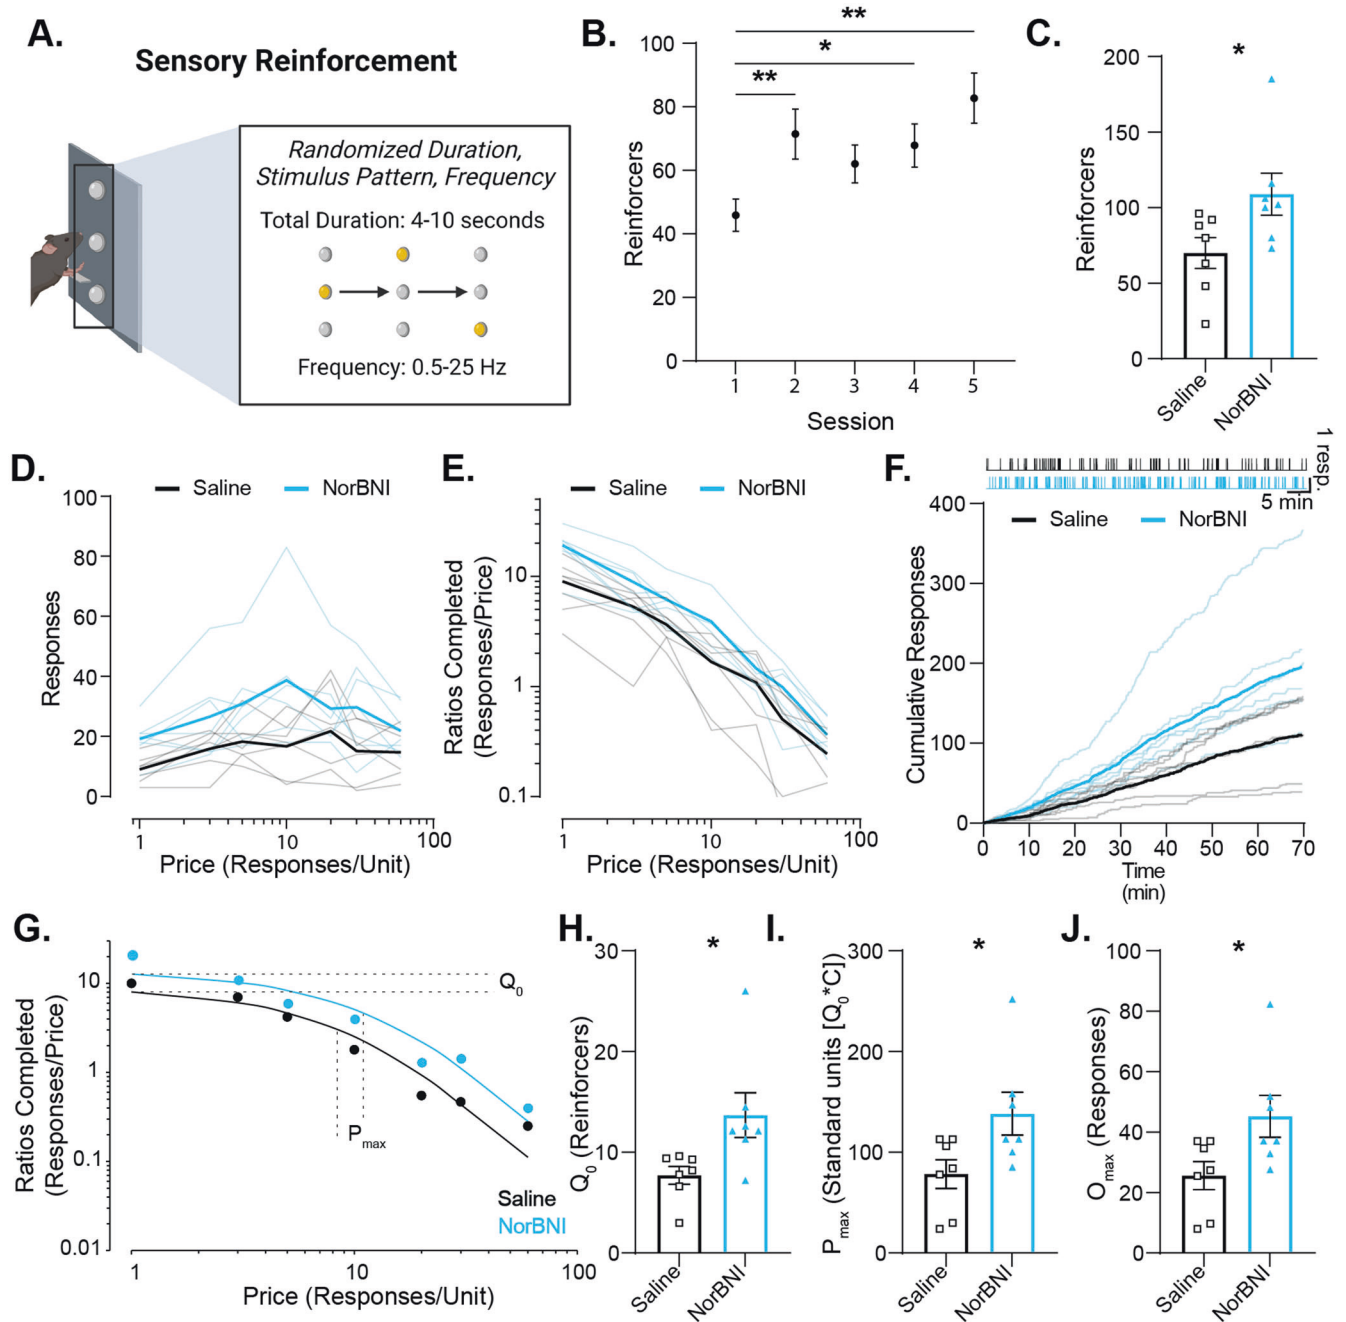 A.
Sensory Reinforcement
Randomized Duration,
Stimulus Pattern, Frequency
Total Duration: 4-10 seconds
Frequency: 0.5-25 Hz
B.
**
*
**
100
80
60
40
20
0
Reinforcers
1 2 3 4 5
Session
C.
*
200
150
100
50
0
Reinforcers
Saline
NorBNI
D.
Saline NorBNI
100
80
60
40
20
0
Responses
1 10 100
Price (Responses/Unit)
E.
Saline NorBNI
10
1
0.1
Ratios Completed
(Responses/Price)
1 10 100
Price (Responses/Unit)
F.
1 resp.
5 min
Saline NorBNI
400
300
200
100
0
Cumulative Responses
0 10 20 30 40 50 60 70
Time
(min)
G.
10
1
0.1
0.01
Ratios Completed
(Responses/Price)
Q0
Pmax
Saline
NorBNI
1 10 100
Price (Responses/Unit)
H.
*
30
20
10
0
Q0 (Reinforcers)
Saline
NorBNI
I.
*
300
200
100
0
Pmax (Standard units [Q0*C])
Saline
NorBNI
J.
*
100
80
60
40
20
0
Omax (Responses)
Saline
NorBNI